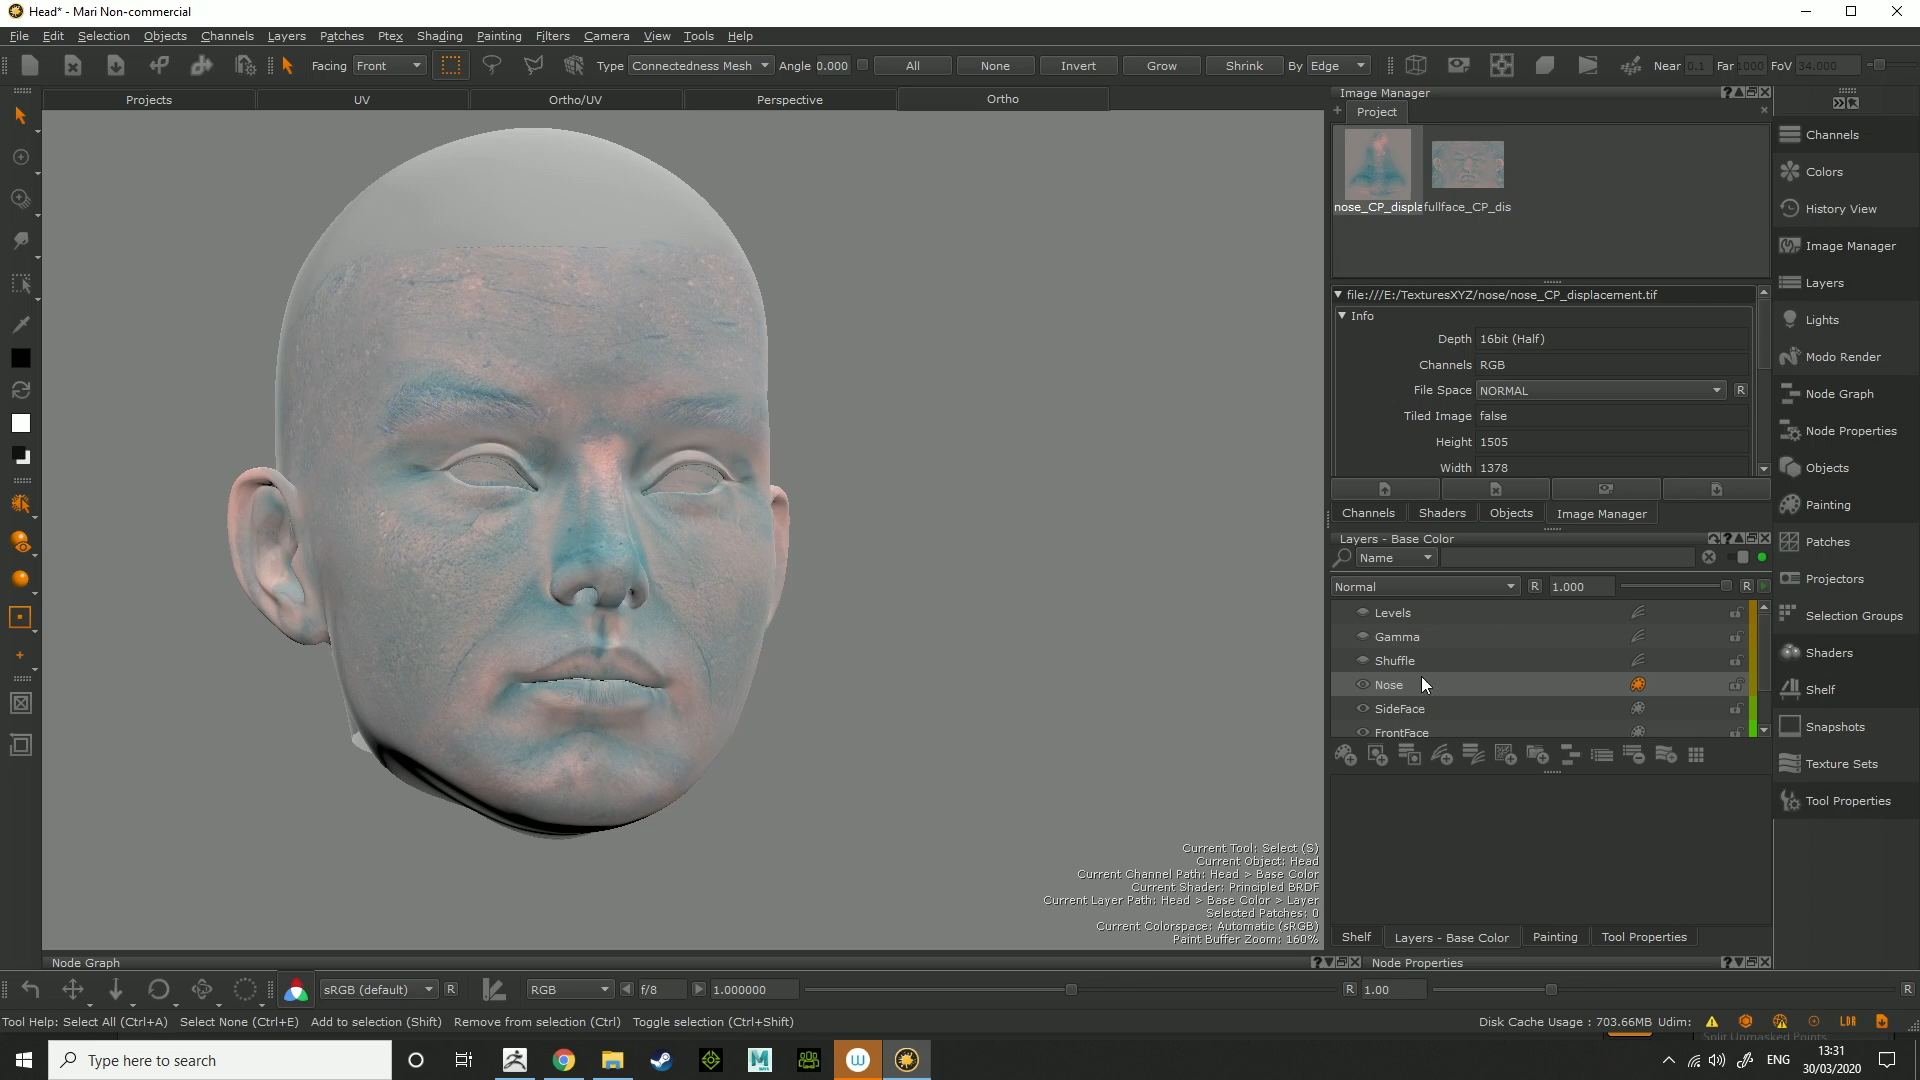 Head* - Mari Non-commercial
File Edit Selection Objects Channels Layers Patches Ptex Shading Painting Filters Camera View Tools Help
Facing Front Type Connectedness Mesh Angle 0.000 All None Invert Grow Shrink By Edge Near 0.1 Far 1000 FoV 34.000
Projects UV Ortho/UV Perspective Ortho
Image Manager
Project
nose_CP_displa fullface_CP_dis
file:///E:/TexturesXYZ/nose/nose_CP_displacement.tif
Info
Depth 16bit (Half)
Channels RGB
File Space NORMAL R
Tiled Image false
Height 1505
Width 1378
Channels Shaders Objects Image Manager
Layers - Base Color
Name
Normal R 1.000 R
Levels
Gamma
Shuffle
Nose
SideFace
FrontFace
Shelf Layers - Base Color Painting Tool Properties
Channels
Colors
History View
Image Manager
Layers
Lights
Modo Render
Node Graph
Node Properties
Objects
Painting
Patches
Projectors
Selection Groups
Shaders
Shelf
Snapshots
Texture Sets
Tool Properties
Current Tool: Select (S)
Current Object: Head
Current Channel Path: Head > Base Color
Current Shader: Principled BRDF
Current Layer Path: Head > Base Color > Layer
Selected Patches: 0
Current Colorspace: Automatic (sRGB)
Paint Buffer Zoom: 160%
Node Graph Node Properties
sRGB (default) R RGB f/8 1.000000 R 1.00 R
Tool Help: Select All (Ctrl+A) Select None (Ctrl+E) Add to selection (Shift) Remove from selection (Ctrl) Toggle selection (Ctrl+Shift)
Disk Cache Usage : 703.66MB Udim: LDR
Split Unmasked Points
Type here to search
ENG
13:31
30/03/2020